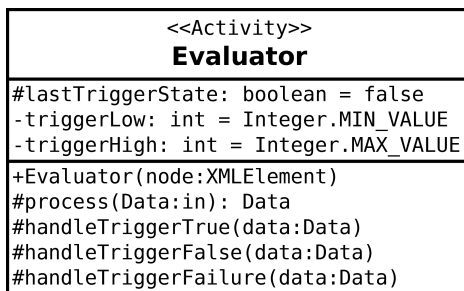 <<Activity>>
Evaluator
#lastTriggerState: boolean = false
-triggerLow: int = Integer.MIN_VALUE
-triggerHigh: int = Integer.MAX_VALUE
+Evaluator(node:XMLElement)
#process(Data:in): Data
#handleTriggerTrue(data:Data)
#handleTriggerFalse(data:Data)
#handleTriggerFailure(data:Data)